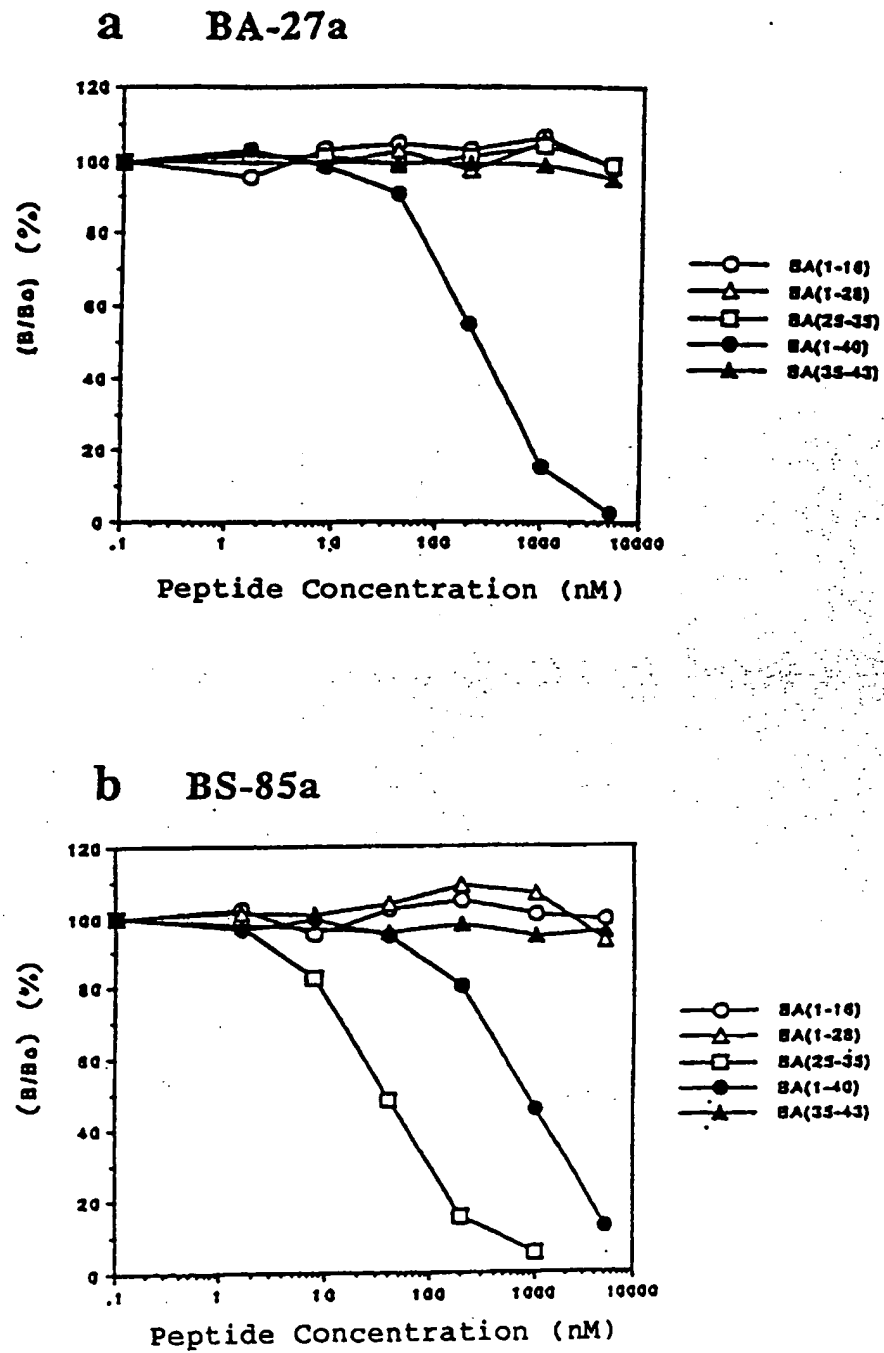 a BA-27a
120
100
80
60
40
20
0
(B/Bo) (%)
.1 1 10 100 1000 10000
Peptide Concentration (nM)
BA(1-16)
BA(1-28)
BA(25-35)
BA(1-40)
BA(35-43)
b BS-85a
120
100
80
60
40
20
0
(B/Bo) (%)
.1 1 10 100 1000 10000
Peptide Concentration (nM)
BA(1-16)
BA(1-28)
BA(25-35)
BA(1-40)
BA(35-43)